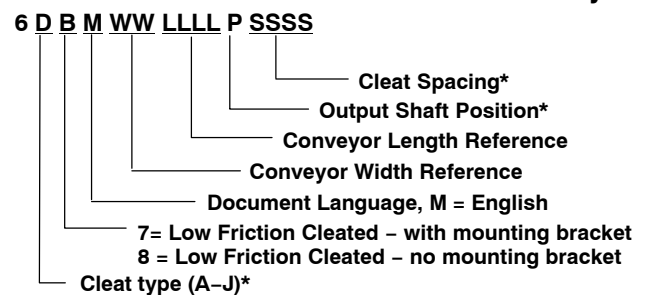 6 D B M WW LLLL P SSSS
Cleat Spacing*
Output Shaft Position*
Conveyor Length Reference
Conveyor Width Reference
Document Language, M = English
7= Low Friction Cleated − with mounting bracket
8 = Low Friction Cleated − no mounting bracket
Cleat type (A−J)*